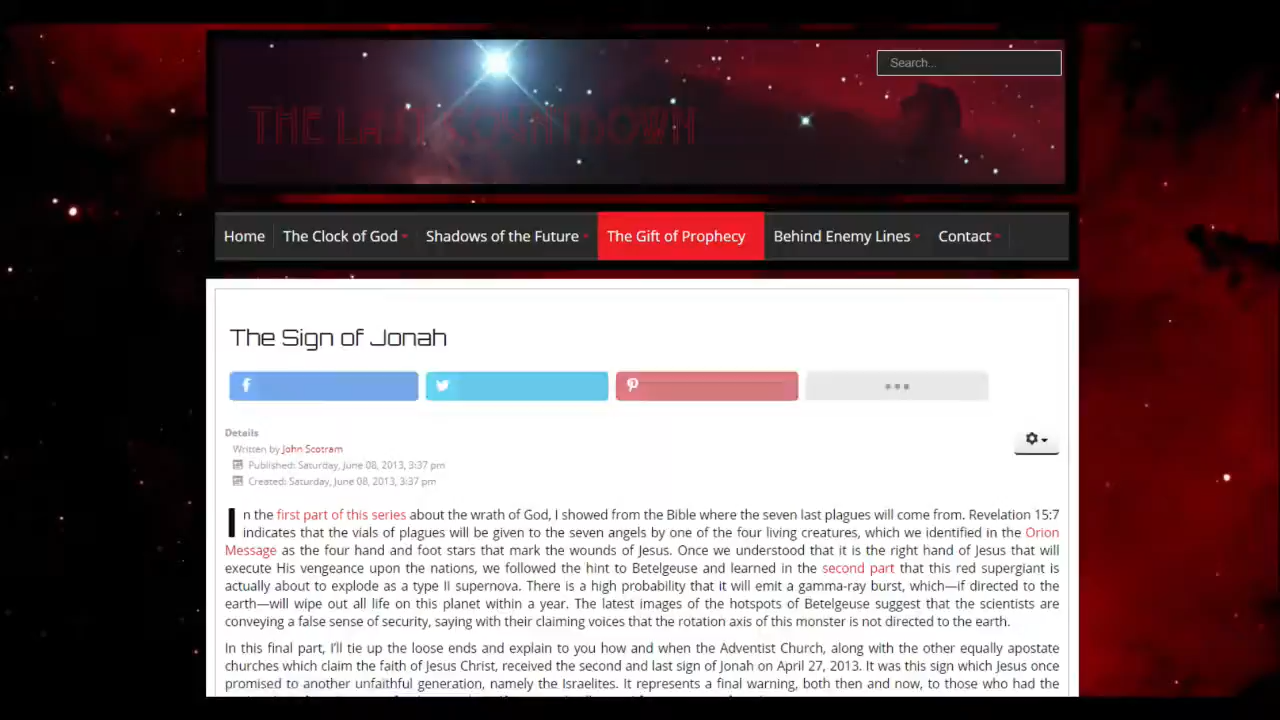 Search...
THE LAST COUNTDOWN
Home The Clock of God Shadows of the Future The Gift of Prophecy Behind Enemy Lines Contact
The Sign of Jonah
Details
Written by John Scotram
Published: Saturday, June 08, 2013, 3:37 pm
Created: Saturday, June 08, 2013, 3:37 pm
In the first part of this series about the wrath of God, I showed from the Bible where the seven last plagues will come from. Revelation 15:7
indicates that the vials of plagues will be given to the seven angels by one of the four living creatures, which we identified in the Orion
Message as the four hand and foot stars that mark the wounds of Jesus. Once we understood that it is the right hand of Jesus that will
execute His vengeance upon the nations, we followed the hint to Betelgeuse and learned in the second part that this red supergiant is
actually about to explode as a type II supernova. There is a high probability that it will emit a gamma-ray burst, which—if directed to the
earth—will wipe out all life on this planet within a year. The latest images of the hotspots of Betelgeuse suggest that the scientists are
conveying a false sense of security, saying with their claiming voices that the rotation axis of this monster is not directed to the earth.
In this final part, I'll tie up the loose ends and explain to you how and when the Adventist Church, along with the other equally apostate
churches which claim the faith of Jesus Christ, received the second and last sign of Jonah on April 27, 2013. It was this sign which Jesus once
promised to another unfaithful generation, namely the Israelites. It represents a final warning, both then and now, to those who had the